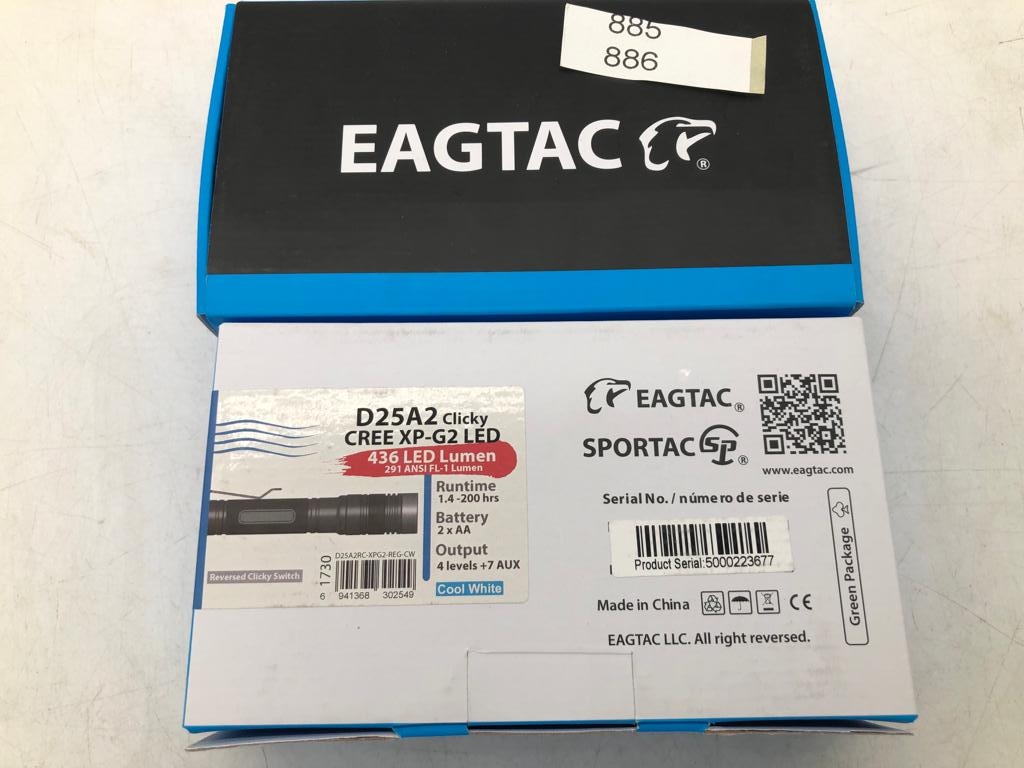 885
886
EAGTAC ®
D25A2 Clicky
CREE XP-G2 LED
436 LED Lumen
291 ANSI FL-1 Lumen
Runtime
1.4 -200 hrs
Battery
2 x AA
Output
4 levels +7 AUX
Cool White
Reversed Clicky Switch
D25A2RC-XPG2-REG-CW
1730
6 941368 302549
EAGTAC ®
SPORTAC ®
www.eagtac.com
Serial No. / número de serie
Product Serial:5000223677
Made in China CE
EAGTAC LLC. All right reversed.
Green Package